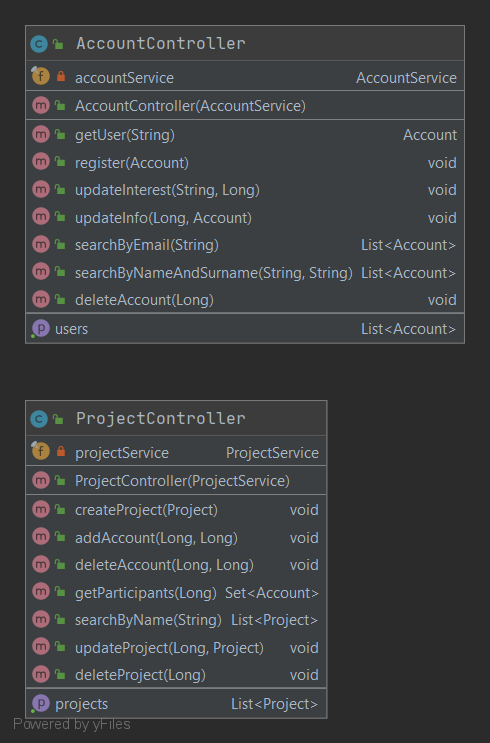 AccountController
accountService AccountService
AccountController(AccountService)
getUser(String) Account
register(Account) void
updateInterest(String, Long) void
updateInfo(Long, Account) void
searchByEmail(String) List<Account>
searchByNameAndSurname(String, String) List<Account>
deleteAccount(Long) void
users List<Account>
ProjectController
projectService ProjectService
ProjectController(ProjectService)
createProject(Project) void
addAccount(Long, Long) void
deleteAccount(Long, Long) void
getParticipants(Long) Set<Account>
searchByName(String) List<Project>
updateProject(Long, Project) void
deleteProject(Long) void
projects List<Project>
Powered by yFiles